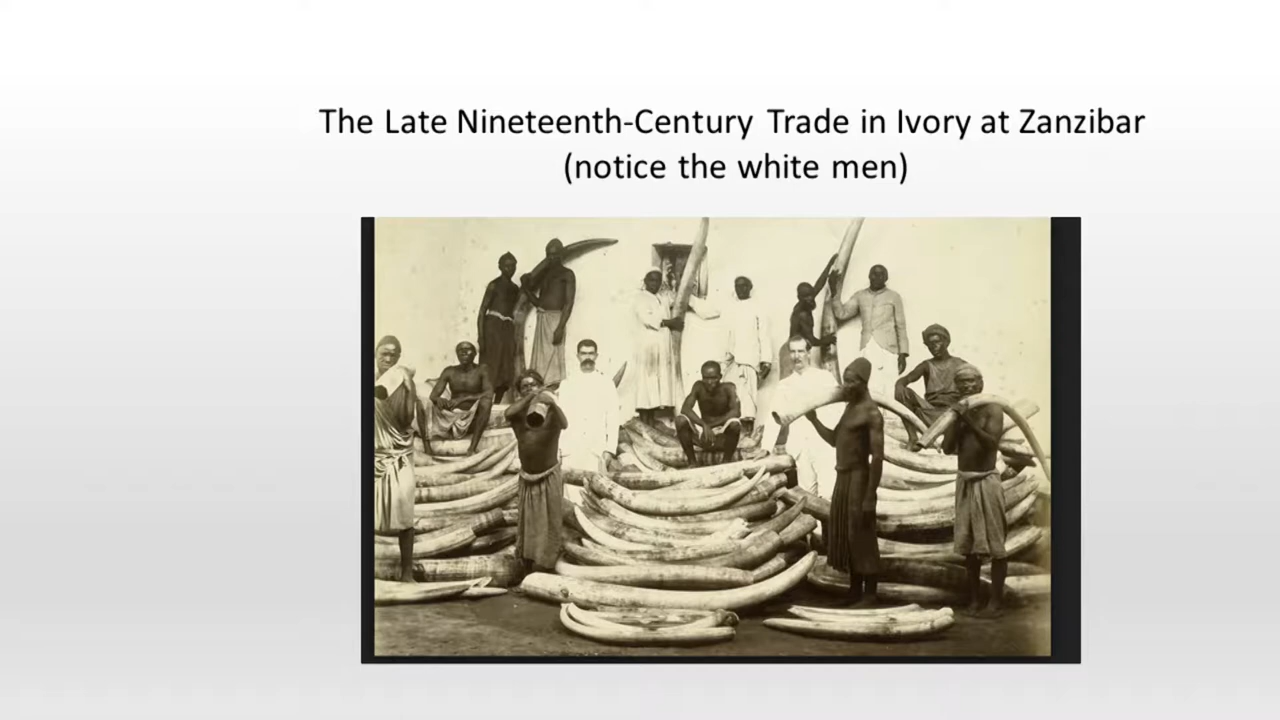 The Late Nineteenth-Century Trade in Ivory at Zanzibar
(notice the white men)